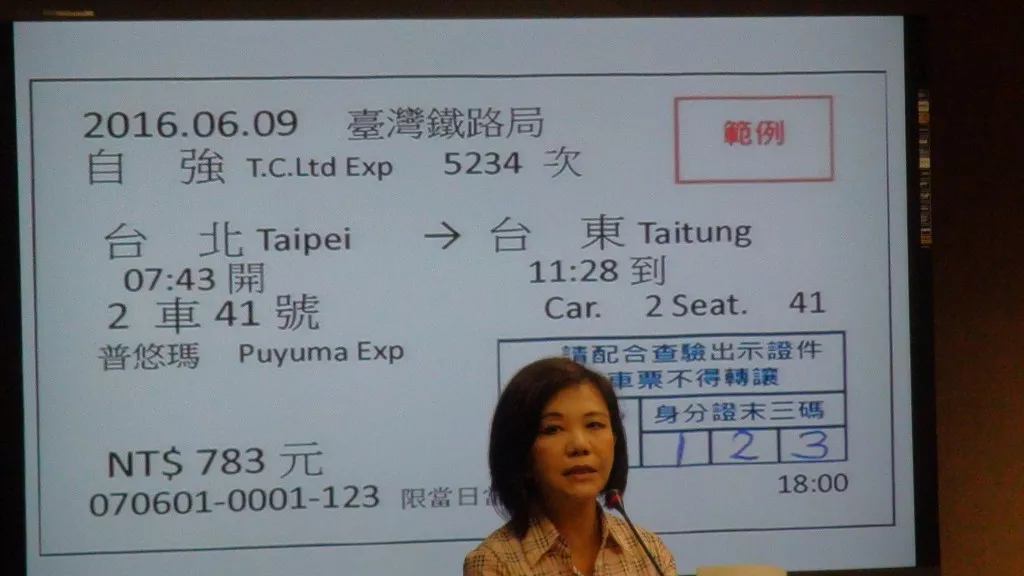 2016.06.09 臺灣鐵路局
範例
自 強 T.C.Ltd Exp 5234 次
台 北 Taipei → 台 東 Taitung
07:43 開 11:28 到
2 車 41 號 Car. 2 Seat. 41
普悠瑪 Puyuma Exp
請配合查驗出示證件
車票不得轉讓
身分證末三碼
1 2 3
NT$ 783 元
070601-0001-123 限當日
18:00